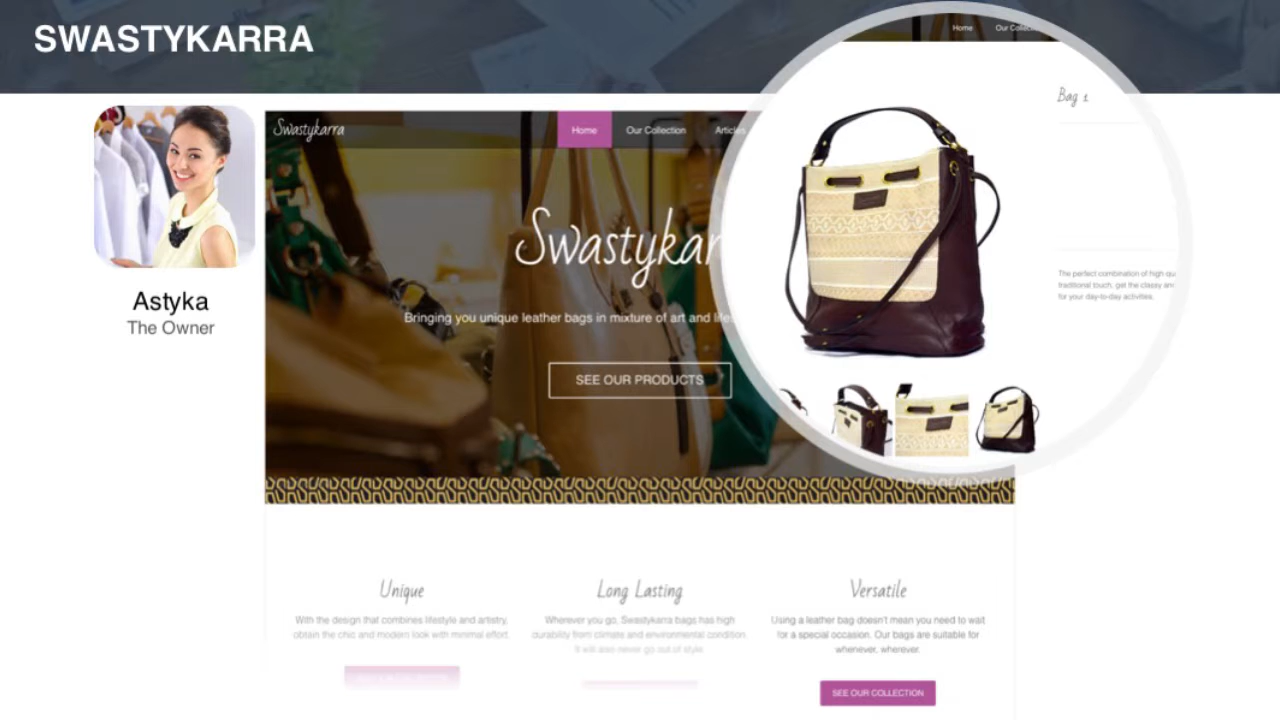 SWASTYKARRA
Home Our Collection
Swastykarra
Home Our Collection Articles
Bag 1
Swastykar
Astyka
The Owner
Bringing you unique leather bags in mixture of art and life
SEE OUR PRODUCTS
The perfect combination of high qu
traditional touch, get the classy an
for your day-to-day activities.
Unique
With the design that combines lifestyle and artistry,
obtain the chic and modern look with minimal effort
Long Lasting
Wherever you go, Swastykarra bags has high
durability from climate and environmental condition
It will also never go out of style
Versatile
Using a leather bag doesn't mean you need to wait
for a special occasion. Our bags are suitable for
whenever, wherever.
SEE OUR COLLECTION